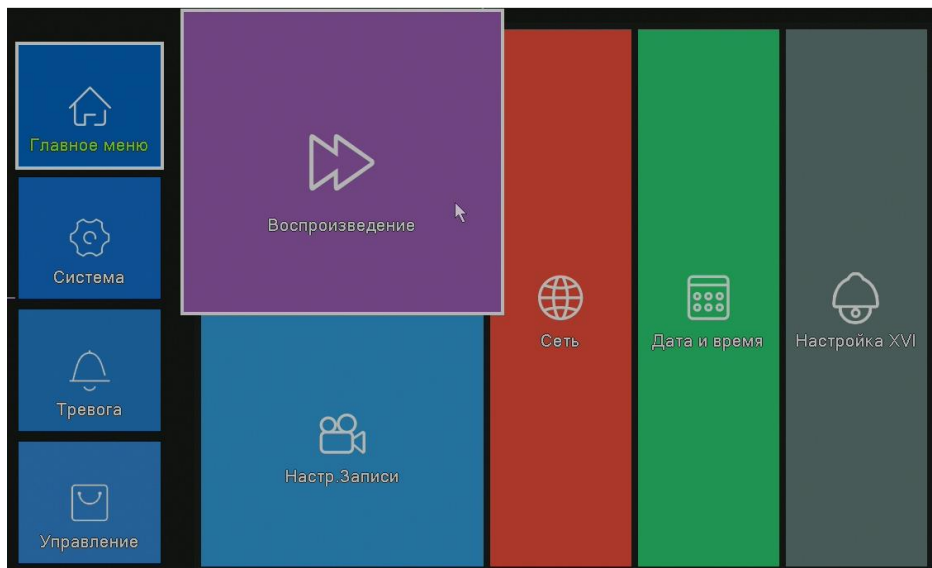 Главное меню
Система
Тревога
Управление
Воспроизведение
Настр.Записи
Сеть
Дата и время
Настройка XVI